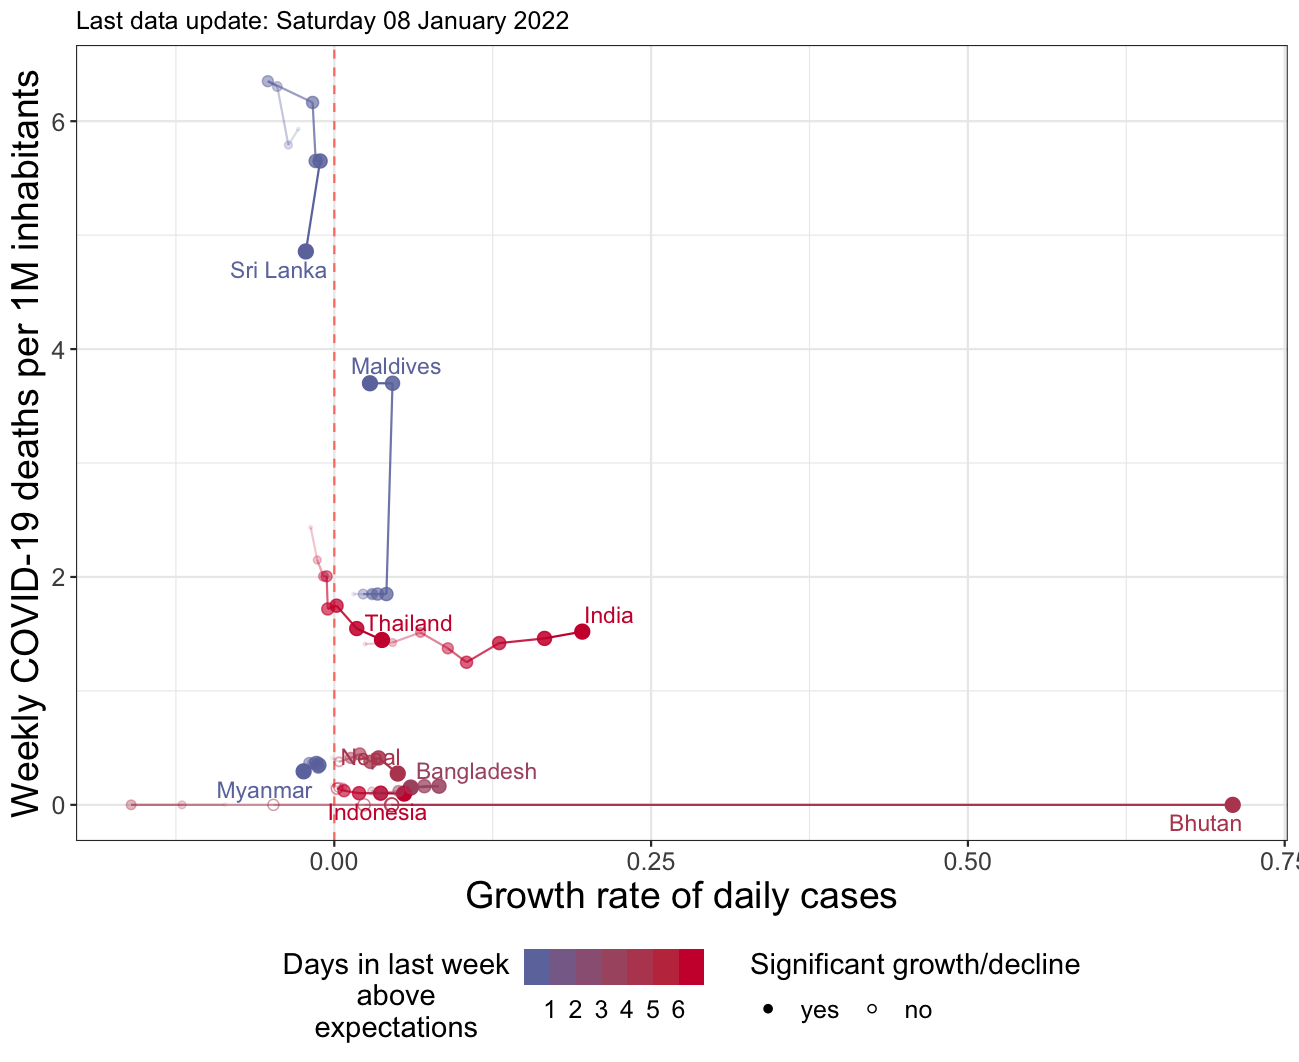 Last data update: Saturday 08 January 2022
Weekly COVID-19 deaths per 1M inhabitants
6
4
2
0
Sri Lanka
Maldives
Thailand
India
Nepal
Bangladesh
Myanmar
Indonesia
Bhutan
0.00 0.25 0.50 0.75
Growth rate of daily cases
Days in last week
above
expectations
1 2 3 4 5 6
Significant growth/decline
yes no